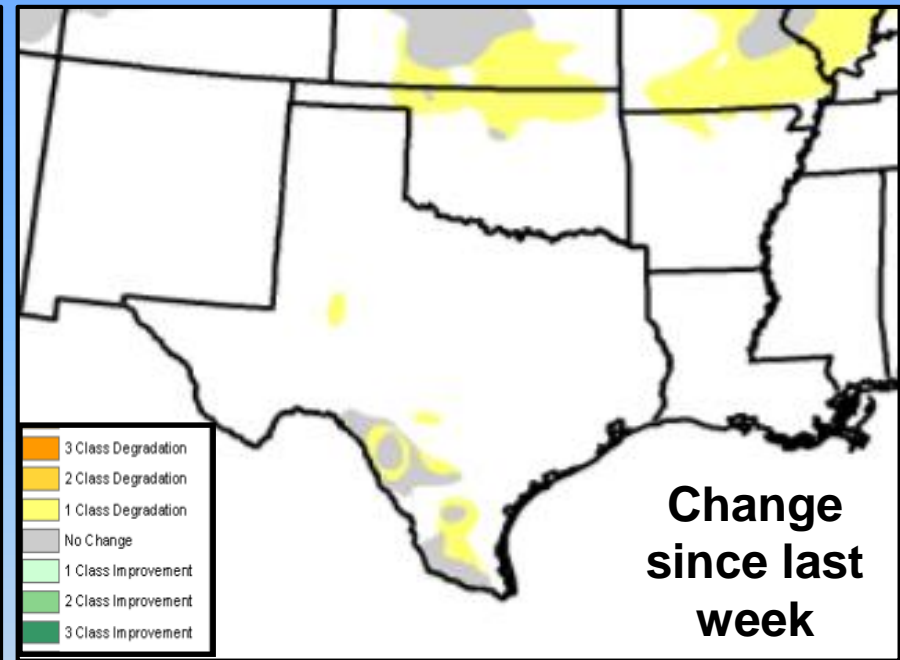 3 Class Degradation
2 Class Degradation
1 Class Degradation
No Change
1 Class Improvement
2 Class Improvement
3 Class Improvement
Change
since last
week